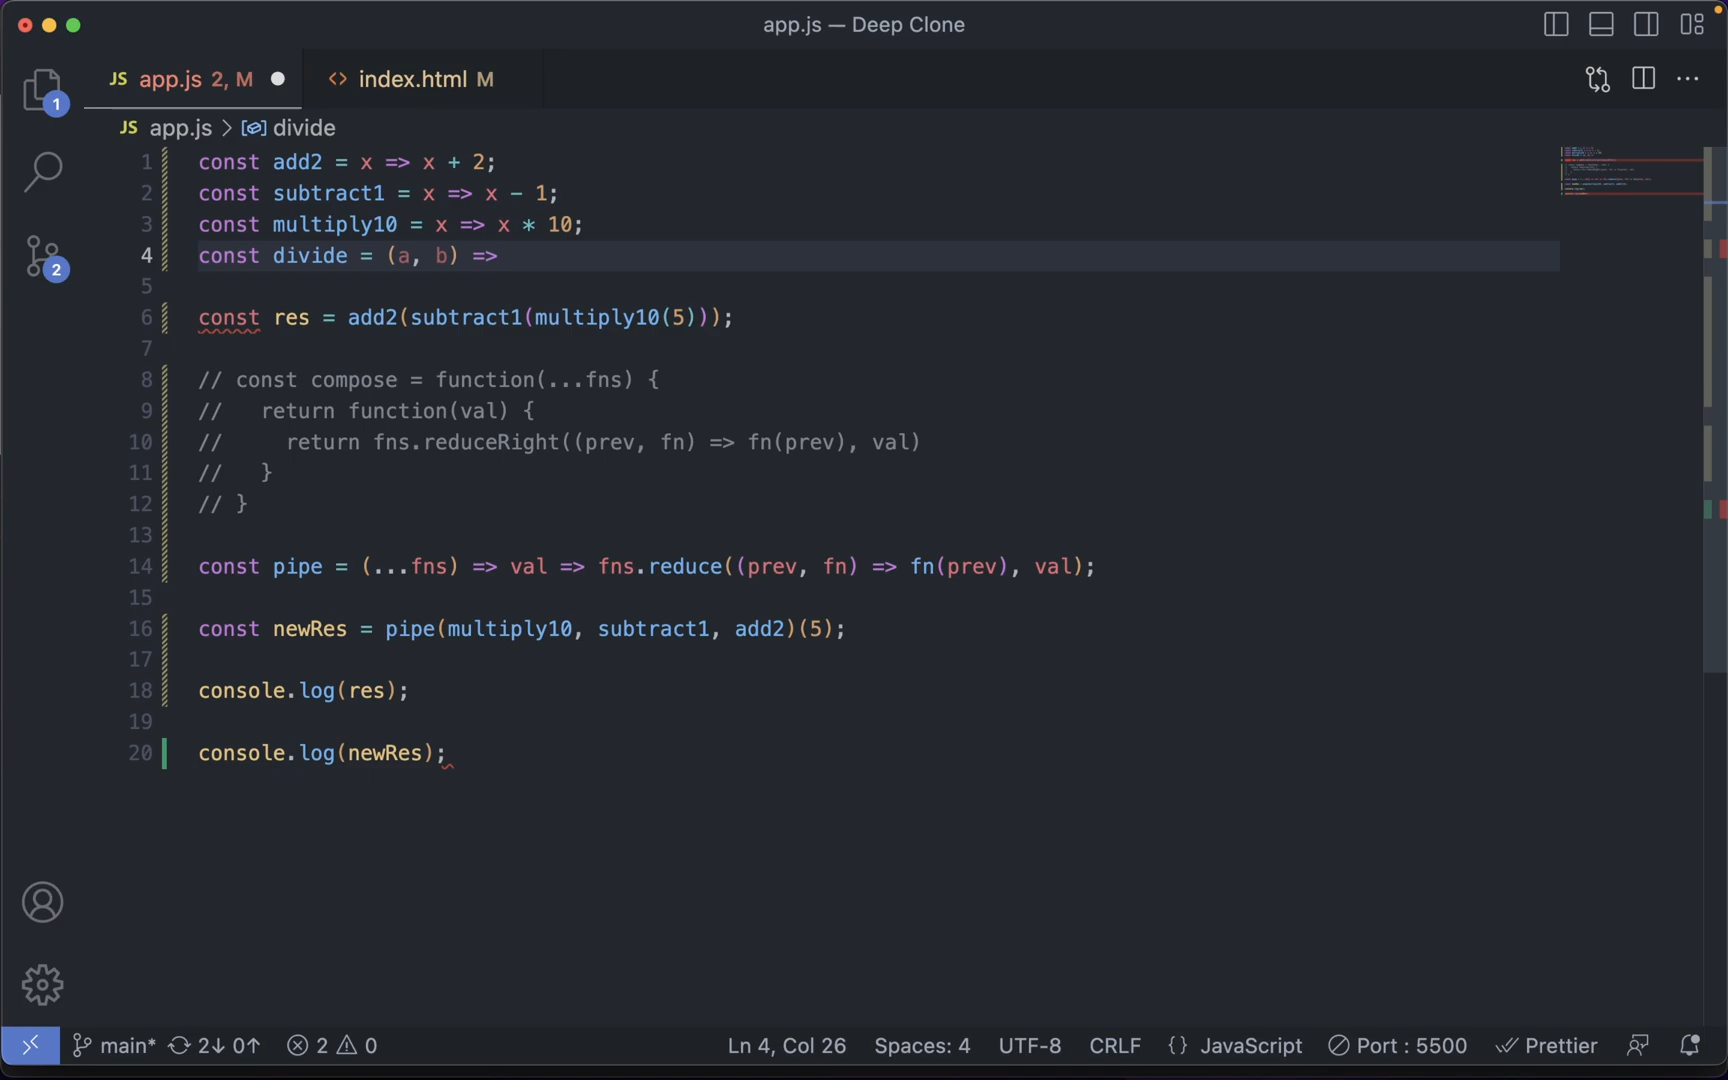 app.js — Deep Clone
JS app.js 2, M
<> index.html M
JS app.js > divide
1 const add2 = x => x + 2;
2 const subtract1 = x => x - 1;
3 const multiply10 = x => x * 10;
4 const divide = (a, b) =>
5
6 const res = add2(subtract1(multiply10(5)));
7
8 // const compose = function(...fns) {
9 //   return function(val) {
10 //     return fns.reduceRight((prev, fn) => fn(prev), val)
11 //   }
12 // }
13
14 const pipe = (...fns) => val => fns.reduce((prev, fn) => fn(prev), val);
15
16 const newRes = pipe(multiply10, subtract1, add2)(5);
17
18 console.log(res);
19
20 console.log(newRes);
1
2
main* 2↓ 0↑ 2 0 Ln 4, Col 26 Spaces: 4 UTF-8 CRLF {} JavaScript Port : 5500 Prettier